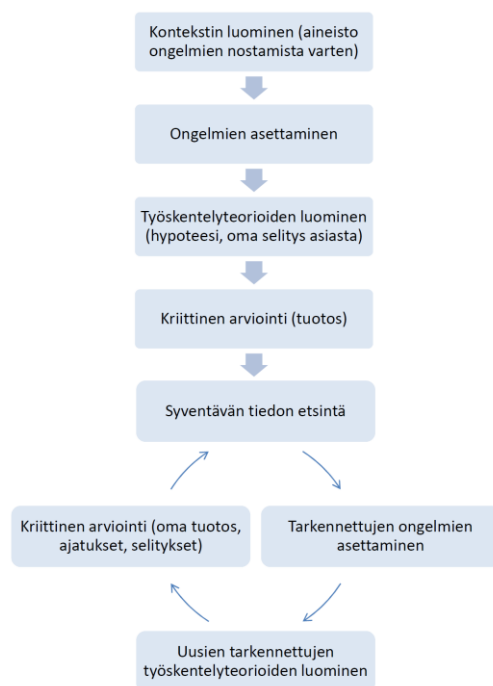 Kontekstin luominen (aineisto
ongelmien nostamista varten)
Ongelmien asettaminen
Työskentelyteorioiden luominen
(hypoteesi, oma selitys asiasta)
Kriittinen arviointi (tuotos)
Syventävän tiedon etsintä
Kriittinen arviointi (oma tuotos,
ajatukset, selitykset)
Tarkennettujen ongelmien
asettaminen
Uusien tarkennettujen
työskentelyteorioiden luominen